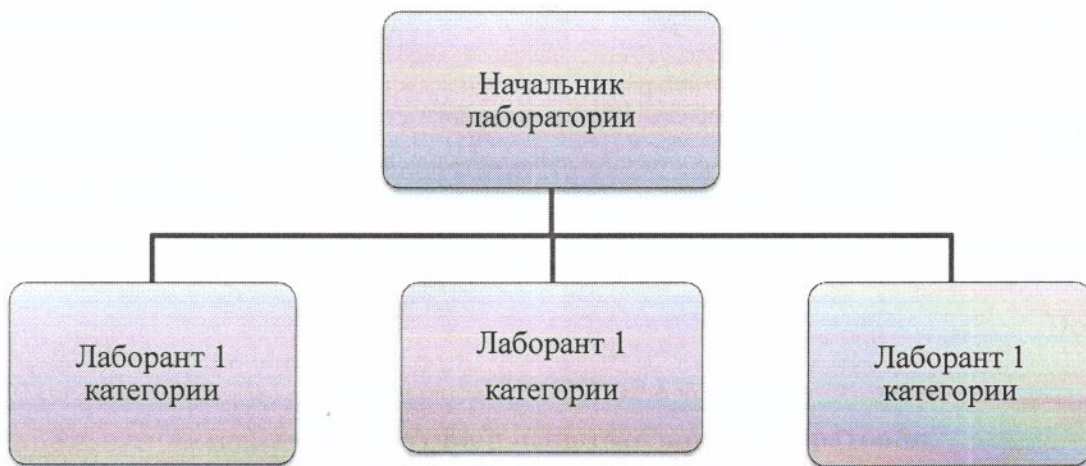 Начальник
лаборатории
Лаборант 1
категории
Лаборант 1
категории
Лаборант 1
категории